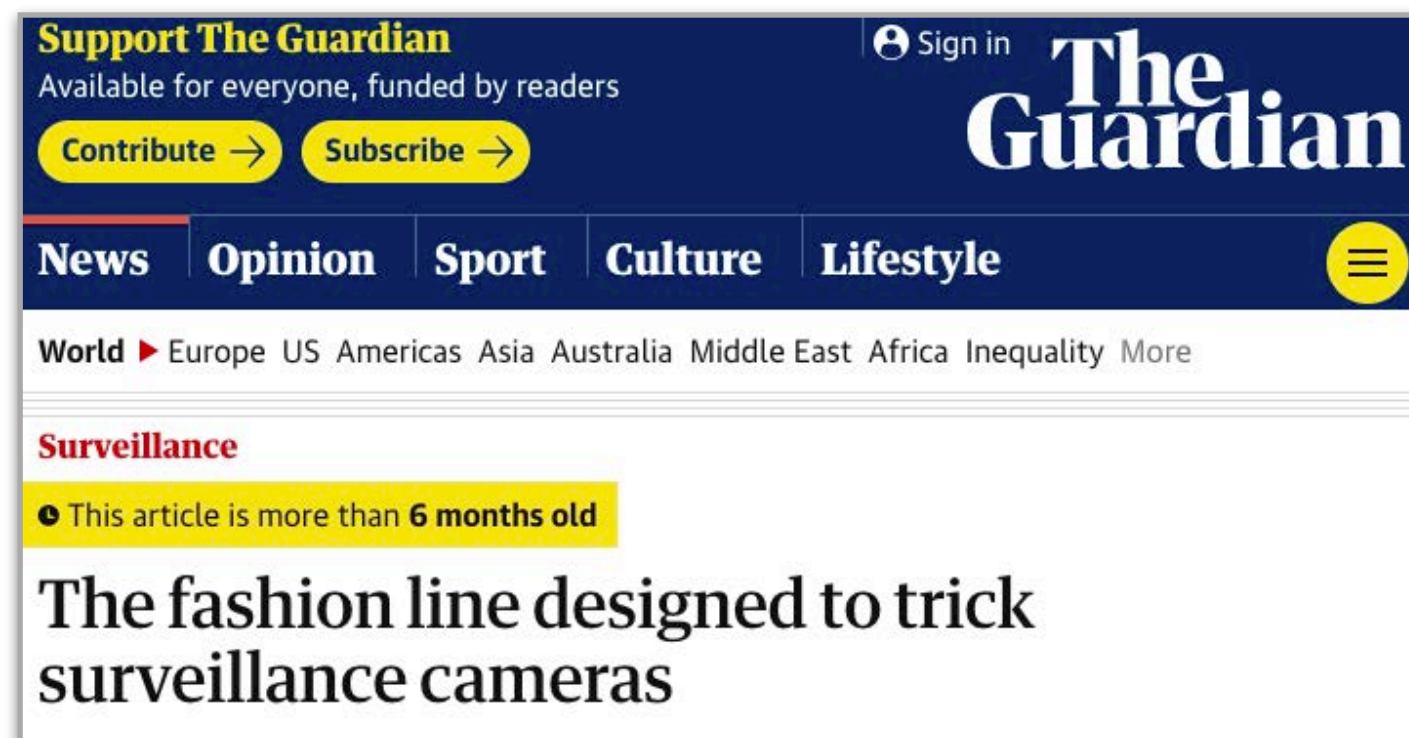 Support The Guardian
Available for everyone, funded by readers
Contribute →
Subscribe →
Sign in
The
Guardian
News Opinion Sport Culture Lifestyle
World ▶ Europe US Americas Asia Australia Middle East Africa Inequality More
Surveillance
This article is more than 6 months old
The fashion line designed to trick
surveillance cameras